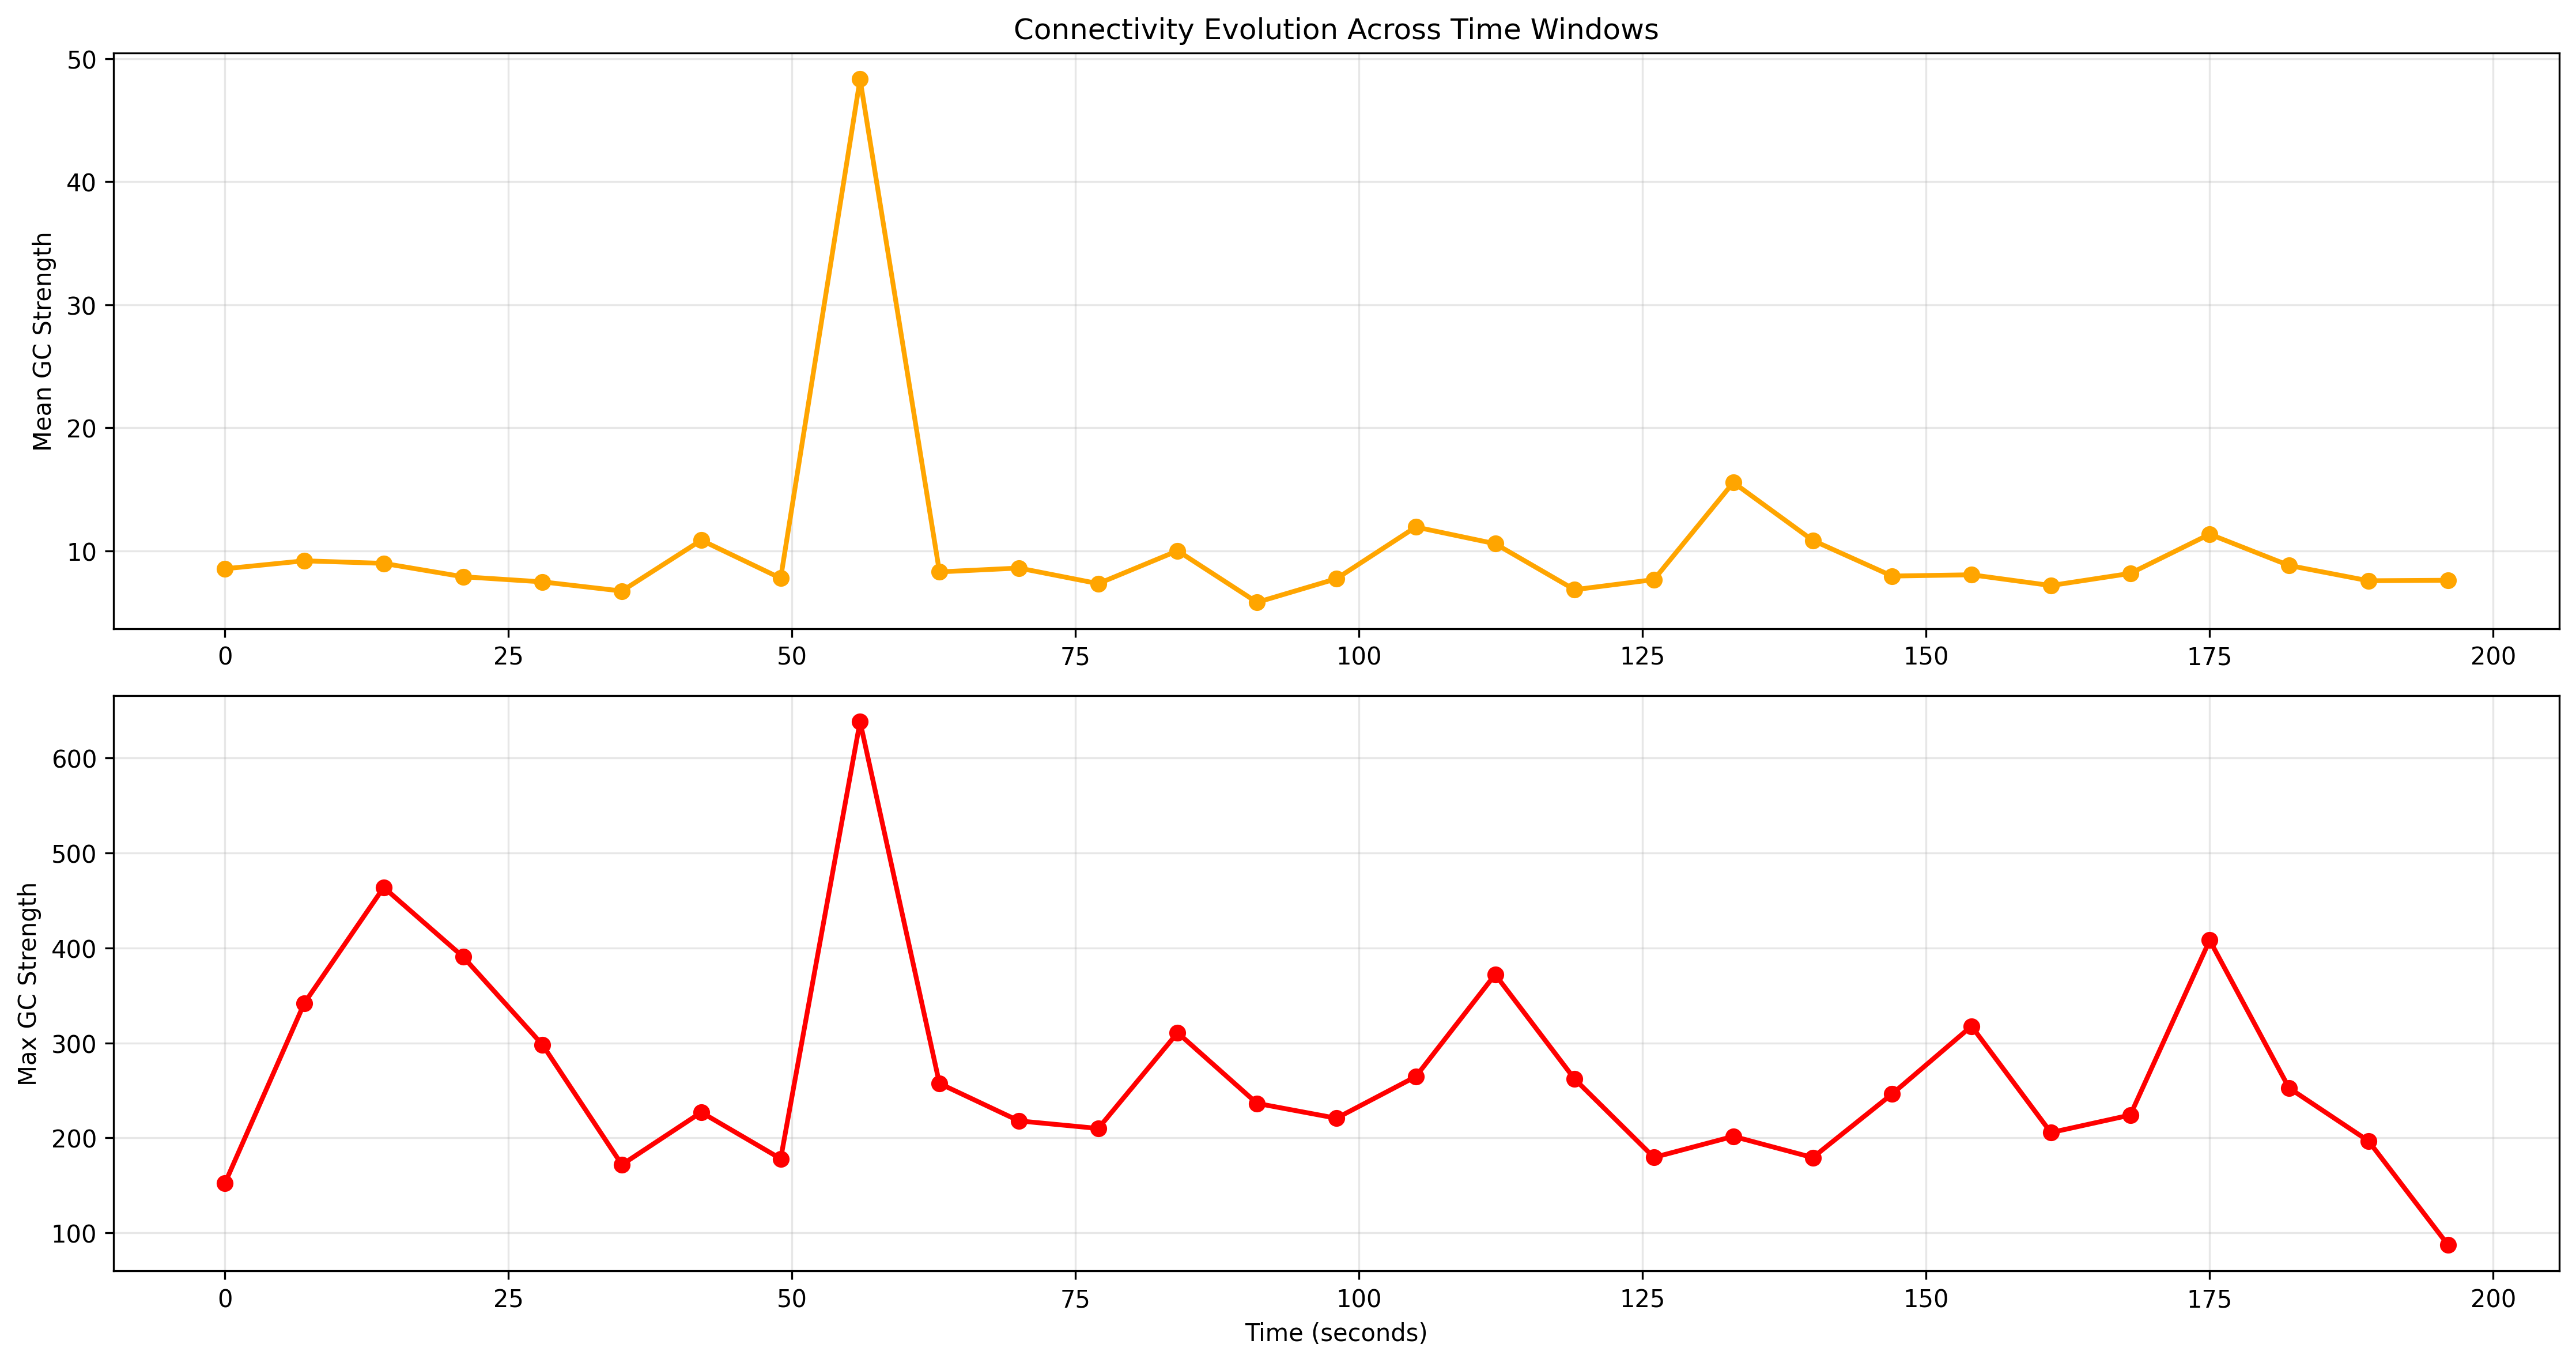 Connectivity Evolution Across Time Windows
Mean GC Strength
50
40
30
20
10
0 25 50 75 100 125 150 175 200
Max GC Strength
600
500
400
300
200
100
0 25 50 75 100 125 150 175 200
Time (seconds)